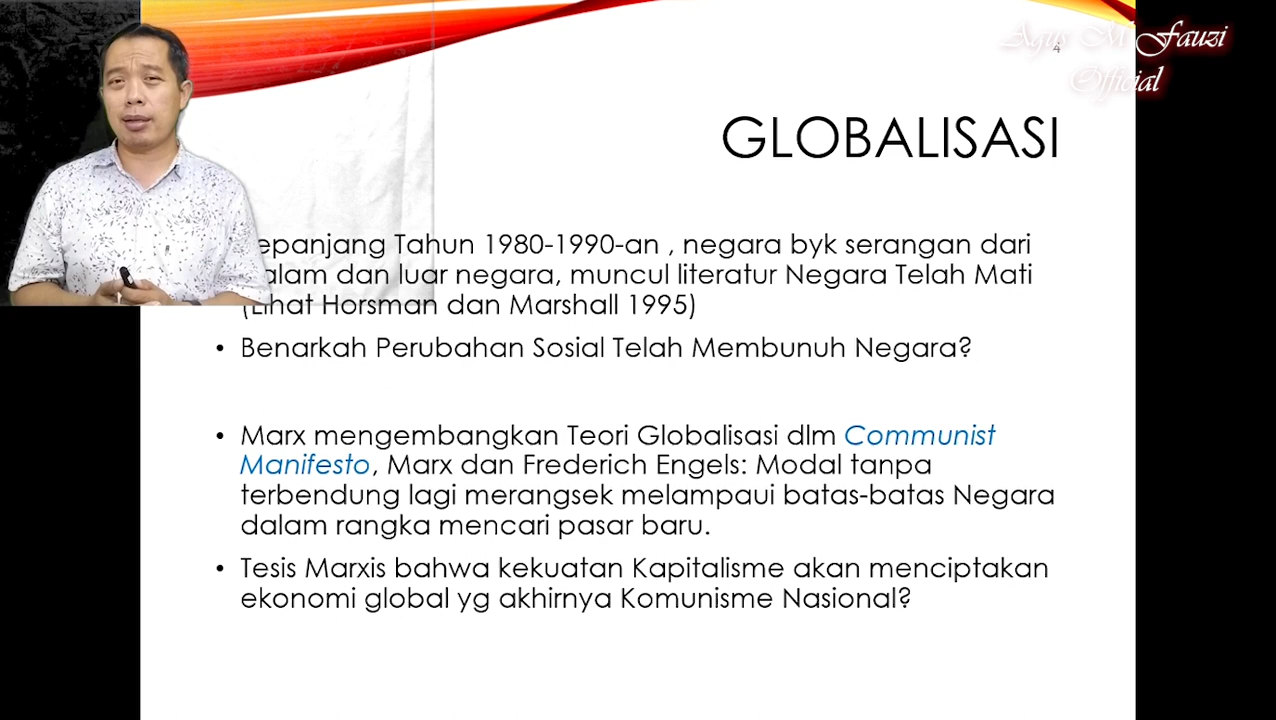 Agus M Fauzi
Official
4
GLOBALISASI
epanjang Tahun 1980-1990-an , negara byk serangan dari
alam dan luar negara, muncul literatur Negara Telah Mati
(Lihat Horsman dan Marshall 1995)
• Benarkah Perubahan Sosial Telah Membunuh Negara?
• Marx mengembangkan Teori Globalisasi dlm Communist
Manifesto, Marx dan Frederich Engels: Modal tanpa
terbendung lagi merangsek melampaui batas-batas Negara
dalam rangka mencari pasar baru.
• Tesis Marxis bahwa kekuatan Kapitalisme akan menciptakan
ekonomi global yg akhirnya Komunisme Nasional?